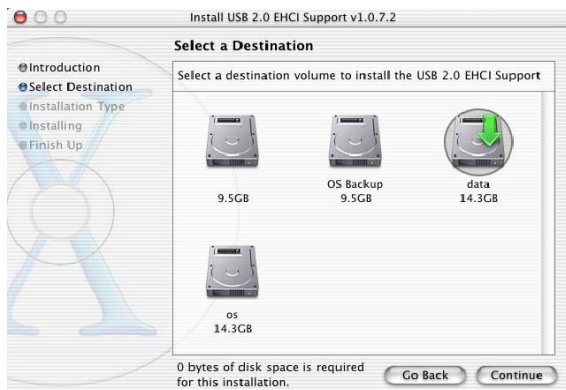 Install USB 2.0 EHCI Support v1.0.7.2
Select a Destination
Introduction
Select Destination
Installation Type
Installing
Finish Up
Select a destination volume to install the USB 2.0 EHCI Support
9.5GB
OS Backup
9.5GB
data
14.3GB
os
14.3GB
0 bytes of disk space is required
for this installation.
Go Back
Continue